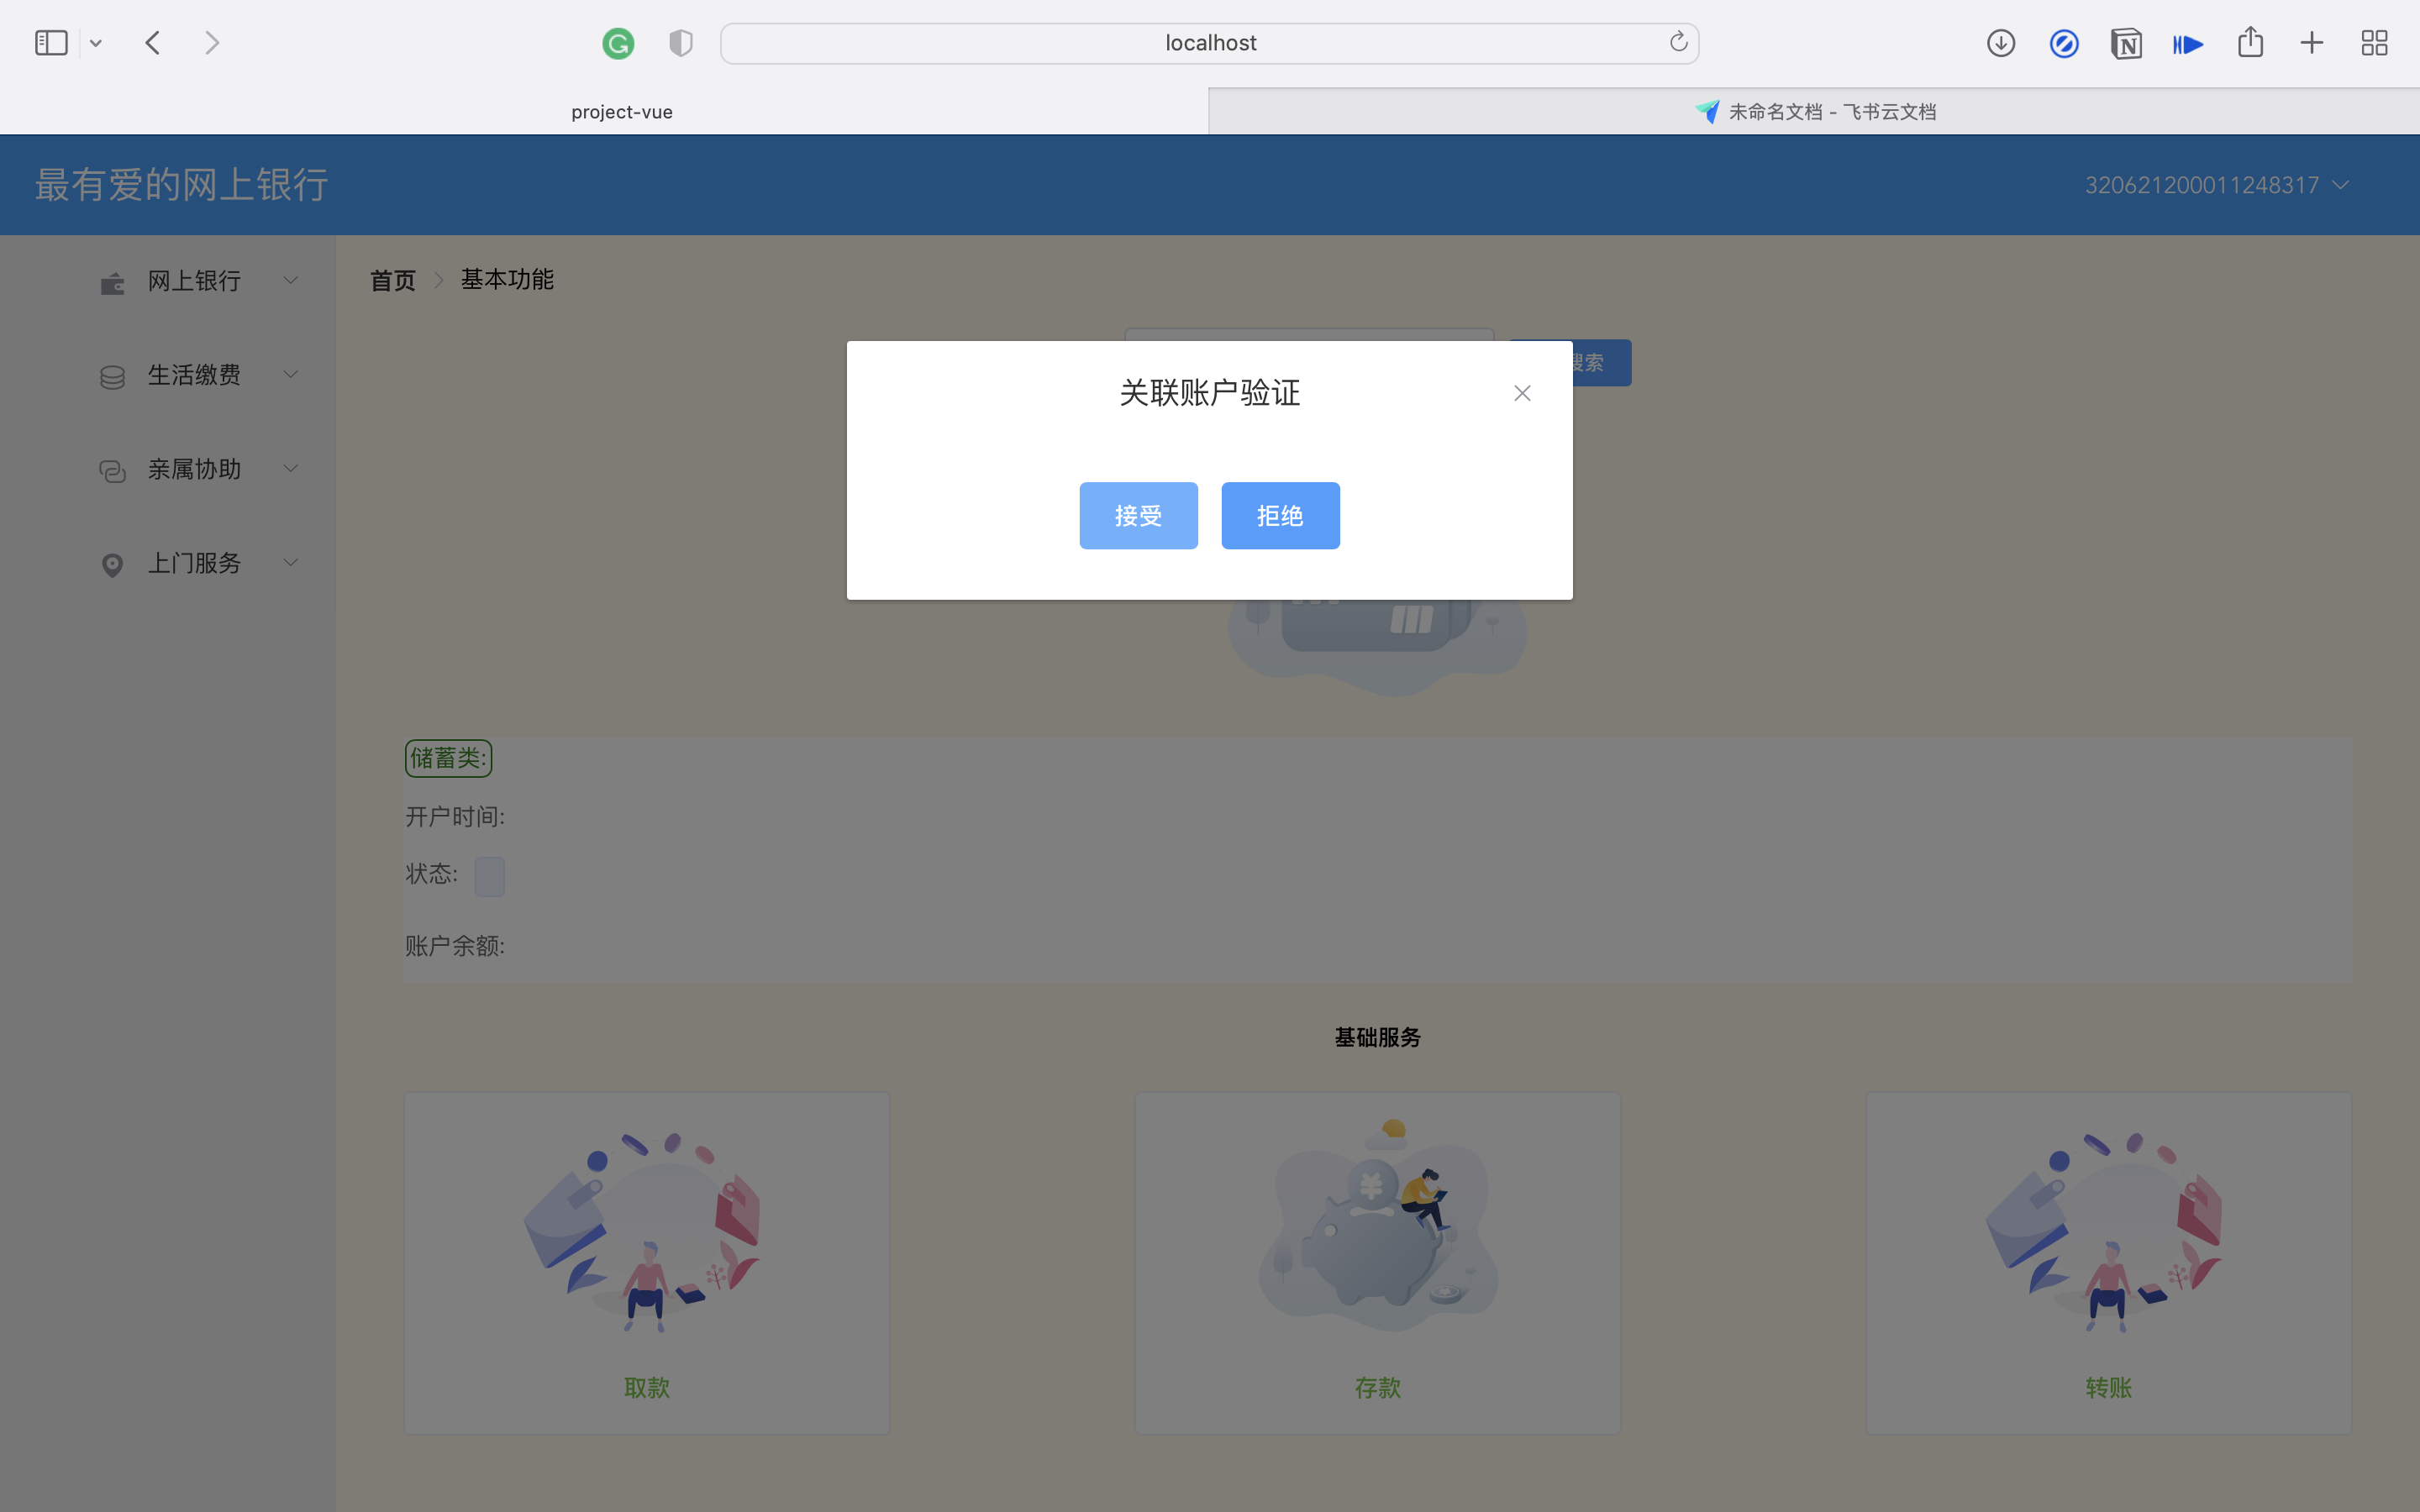 localhost
project-vue
未命名文档 - 飞书云文档
最有爱的网上银行
320621200011248317
网上银行
首页
基本功能
生活缴费
亲属协助
上门服务
搜索
关联账户验证
接受
拒绝
储蓄类:
开户时间:
状态:
账户余额:
基础服务
取款
存款
转账